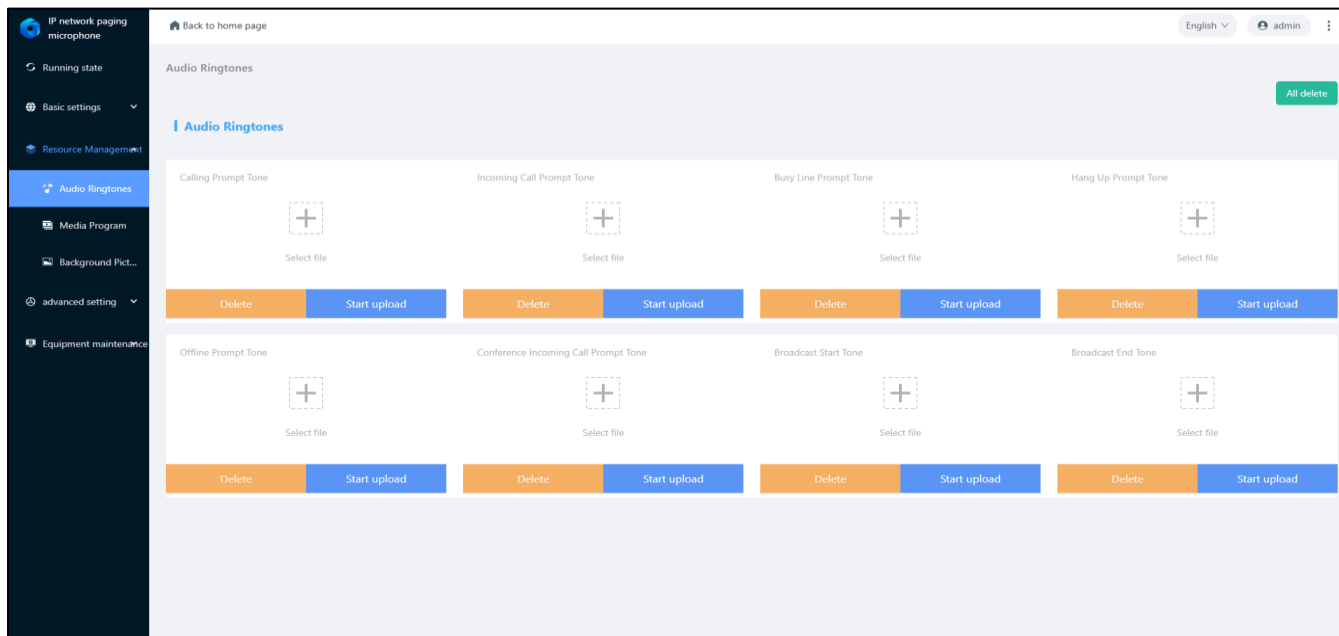 IP network paging
microphone
Back to home page
English
admin
Running state
Basic settings
Resource Management
Audio Ringtones
Media Program
Background Pict...
advanced setting
Equipment maintenance
Audio Ringtones
All delete
Audio Ringtones
Calling Prompt Tone
Incoming Call Prompt Tone
Busy Line Prompt Tone
Hang Up Prompt Tone
Select file
Select file
Select file
Select file
Delete
Start upload
Delete
Start upload
Delete
Start upload
Delete
Start upload
Offline Prompt Tone
Conference Incoming Call Prompt Tone
Broadcast Start Tone
Broadcast End Tone
Select file
Select file
Select file
Select file
Delete
Start upload
Delete
Start upload
Delete
Start upload
Delete
Start upload